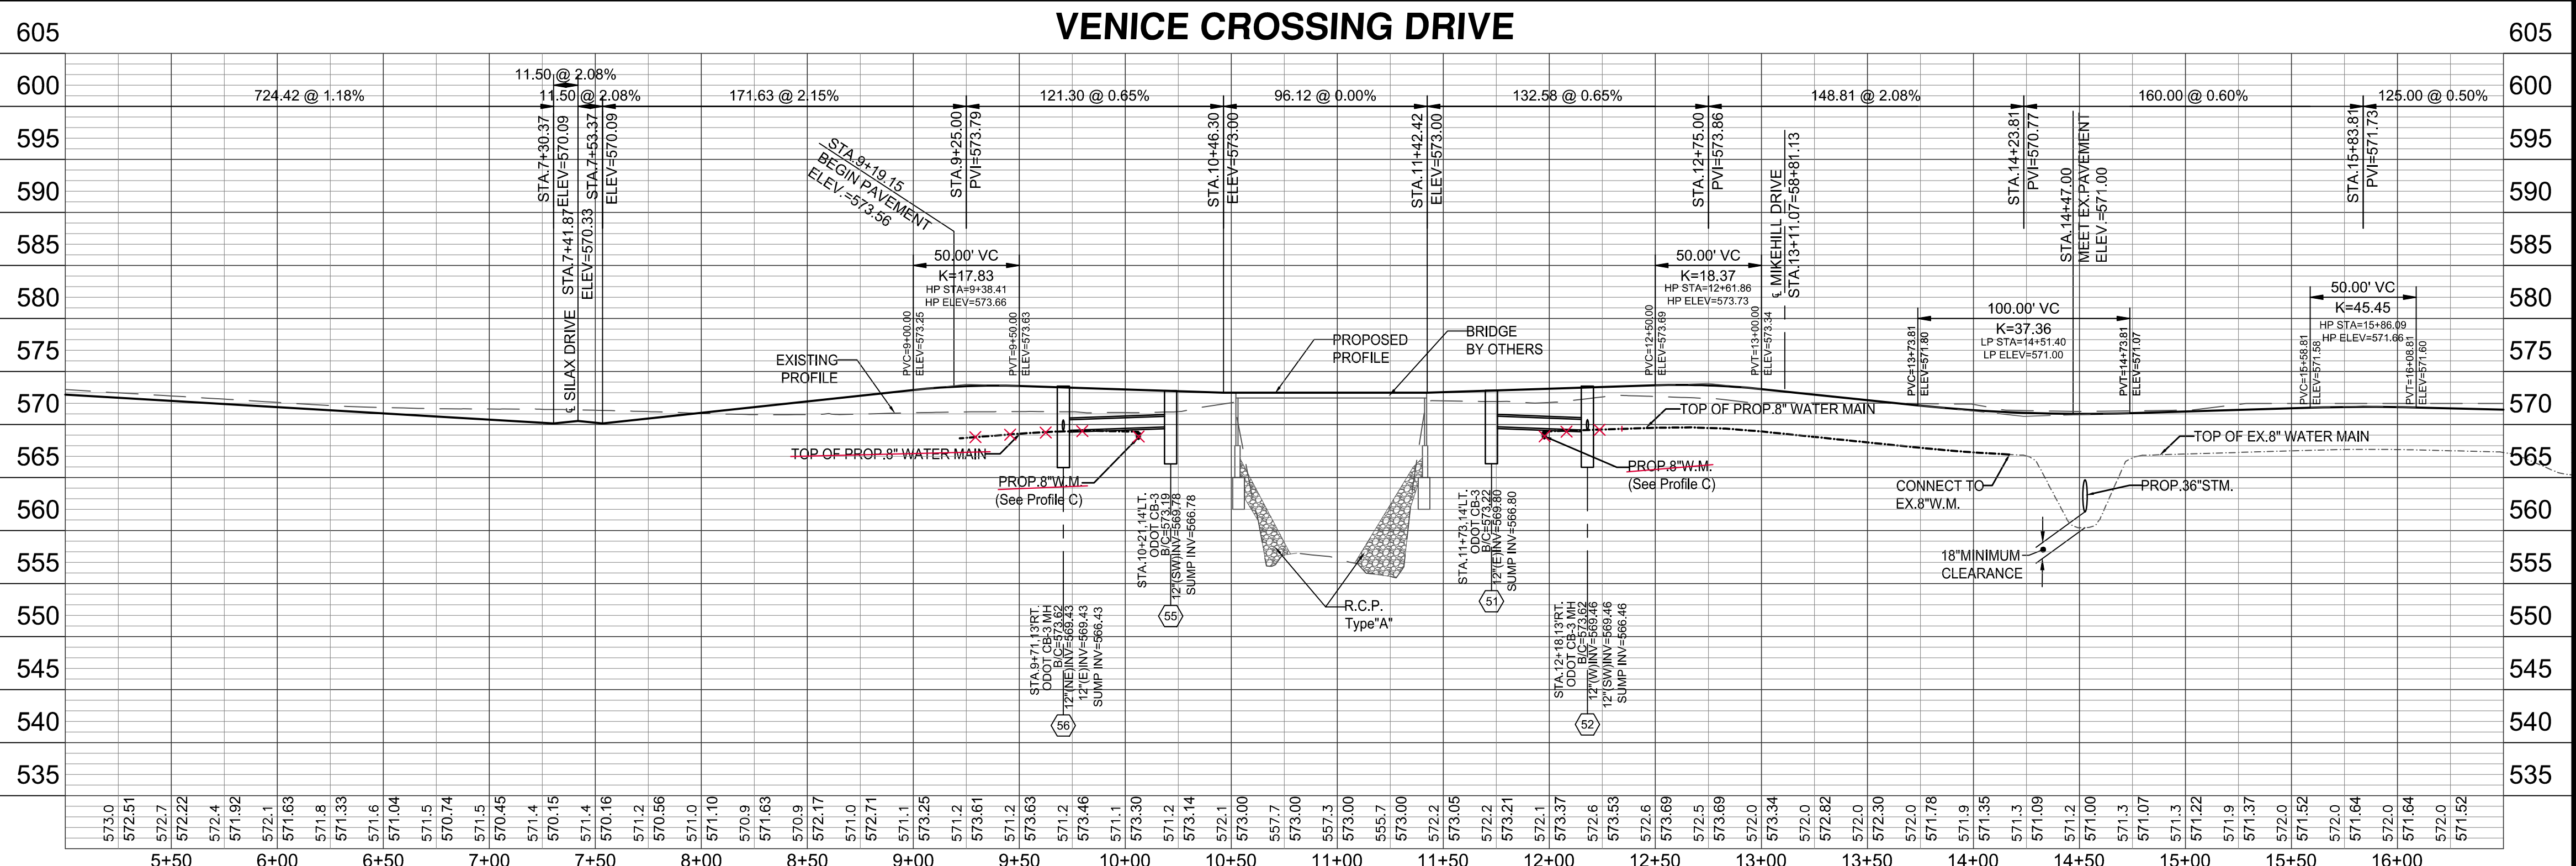 VENICE CROSSING DRIVE
605
605
600
600
595
595
590
590
585
585
580
580
575
575
570
570
565
565
560
560
555
555
550
550
545
545
540
540
535
535
724.42 @ 1.18%
11.50 @ 2.08%
11.50 @ 2.08%
171.63 @ 2.15%
121.30 @ 0.65%
96.12 @ 0.00%
132.58 @ 0.65%
148.81 @ 2.08%
160.00 @ 0.60%
125.00 @ 0.50%
STA.7+30.37
ELEV=570.09
℄ SILAX DRIVE STA.7+41.87
ELEV=570.33
STA.7+53.37
ELEV=570.09
STA.9+19.15
BEGIN PAVEMENT
ELEV.=573.56
STA.9+25.00
PVI=573.79
STA.10+46.30
ELEV=573.00
STA.11+42.42
ELEV=573.00
STA.12+75.00
PVI=573.86
℄ MIKEHILL DRIVE
STA.13+11.07=58+81.13
STA.14+23.81
PVI=570.77
STA.14+47.00
MEET EX.PAVEMENT
ELEV.=571.00
STA.15+83.81
PVI=571.73
50.00' VC
K=17.83
HP STA=9+38.41
HP ELEV=573.66
PVC=9+00.00
ELEV=573.25
PVT=9+50.00
ELEV=573.63
50.00' VC
K=18.37
HP STA=12+61.86
HP ELEV=573.73
PVC=12+50.00
ELEV=573.69
PVT=13+00.00
ELEV=573.34
100.00' VC
K=37.36
LP STA=14+51.40
LP ELEV=571.00
PVC=13+73.81
ELEV=571.80
PVT=14+73.81
ELEV=571.07
50.00' VC
K=45.45
HP STA=15+86.09
HP ELEV=571.66
PVC=15+58.81
ELEV=571.58
PVT=16+08.81
ELEV=571.60
EXISTING
PROFILE
PROPOSED
PROFILE
BRIDGE
BY OTHERS
TOP OF PROP.8" WATER MAIN
PROP.8"W.M.
(See Profile C)
TOP OF PROP.8" WATER MAIN
PROP.8"W.M.
(See Profile C)
TOP OF EX.8" WATER MAIN
CONNECT TO
EX.8"W.M.
PROP.36"STM.
18"MINIMUM
CLEARANCE
R.C.P.
Type"A"
STA.9+71,13'RT.
ODOT CB-3 MH
B/C=573.62
12"(NE)INV=569.43
12"(E)INV=569.43
SUMP INV=566.43
56
STA.10+21,14'LT.
ODOT CB-3
B/C=573.19
12"(SW)INV=569.78
SUMP INV=566.78
55
STA.11+73,14'LT.
ODOT CB-3
B/C=573.22
12"(E)INV=569.80
SUMP INV=566.80
51
STA.12+18,13'RT.
ODOT CB-3 MH
B/C=573.62
12"(W)INV=569.46
12"(SW)INV=569.46
SUMP INV=566.46
52
573.0 572.51
572.7 572.22
572.4 571.92
572.1 571.63
571.8 571.33
571.6 571.04
571.5 570.74
571.5 570.45
571.4 570.15
571.4 570.16
571.2 570.56
571.0 571.10
570.9 571.63
570.9 572.17
571.0 572.71
571.1 573.25
571.2 573.61
571.2 573.63
571.2 573.46
571.1 573.30
571.2 573.14
572.1 573.00
557.7 573.00
557.3 573.00
555.7 573.00
572.2 573.05
572.2 573.21
572.1 573.37
572.6 573.53
572.6 573.69
572.5 573.69
572.0 573.34
572.0 572.82
572.0 572.30
572.0 571.78
571.9 571.35
571.3 571.09
572.2 571.00
571.3 571.07
571.3 571.22
571.9 571.37
572.0 571.52
572.0 571.64
572.0 571.64
572.0 571.52
5+50 6+00 6+50 7+00 7+50 8+00 8+50 9+00 9+50 10+00 10+50 11+00 11+50 12+00 12+50 13+00 13+50 14+00 14+50 15+00 15+50 16+00